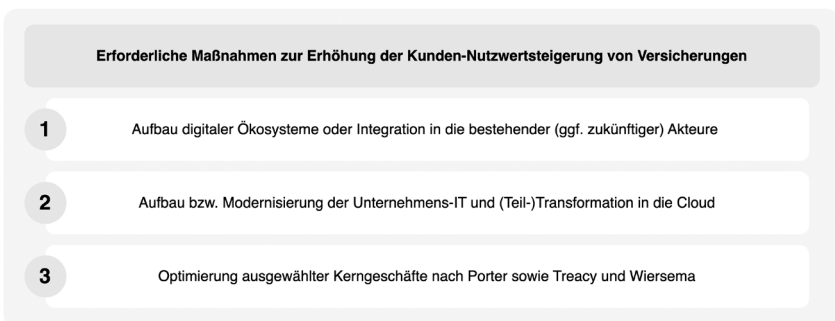 Erforderliche Maßnahmen zur Erhöhung der Kunden-Nutzwertsteigerung von Versicherungen
1 Aufbau digitaler Ökosysteme oder Integration in die bestehender (ggf. zukünftiger) Akteure
2 Aufbau bzw. Modernisierung der Unternehmens-IT und (Teil-)Transformation in die Cloud
3 Optimierung ausgewählter Kerngeschäfte nach Porter sowie Treacy und Wiersema